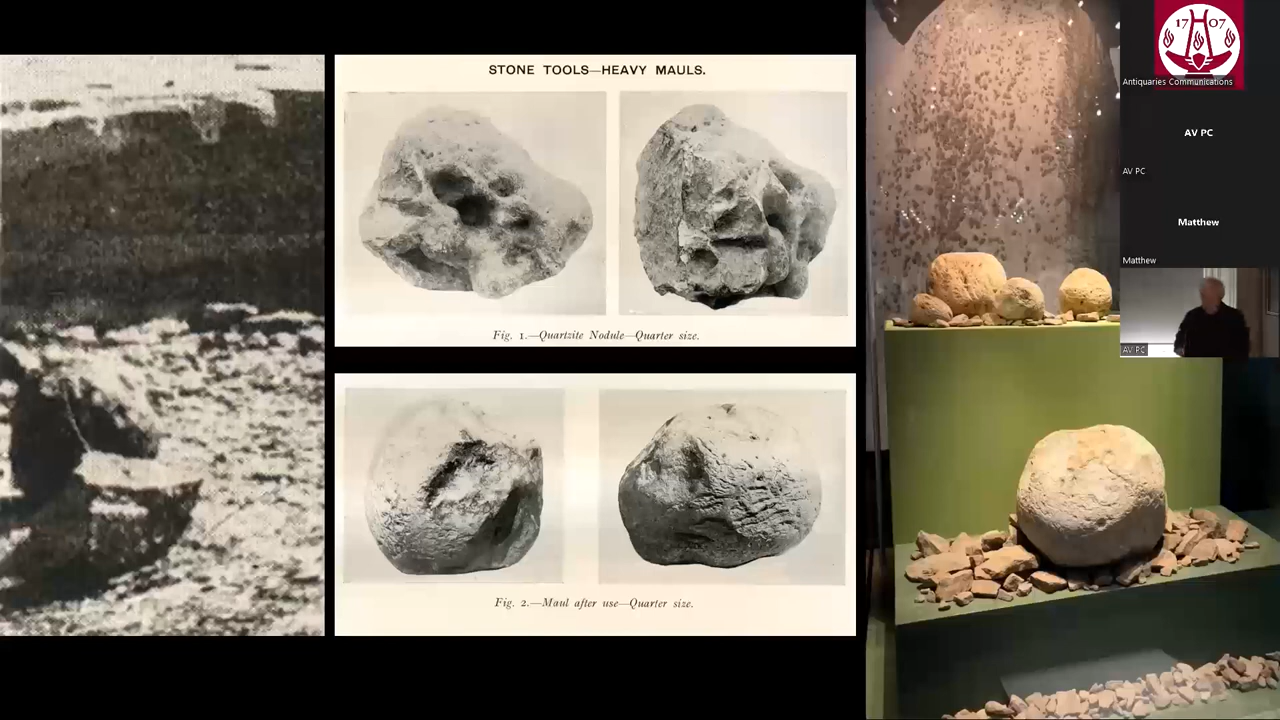 STONE TOOLS—HEAVY MAULS.
Fig. 1.—Quartzite Nodule—Quarter size.
Fig. 2.—Maul after use—Quarter size.
17 07
Antiquaries Communications
AV PC
AV PC
Matthew
Matthew
AV PC